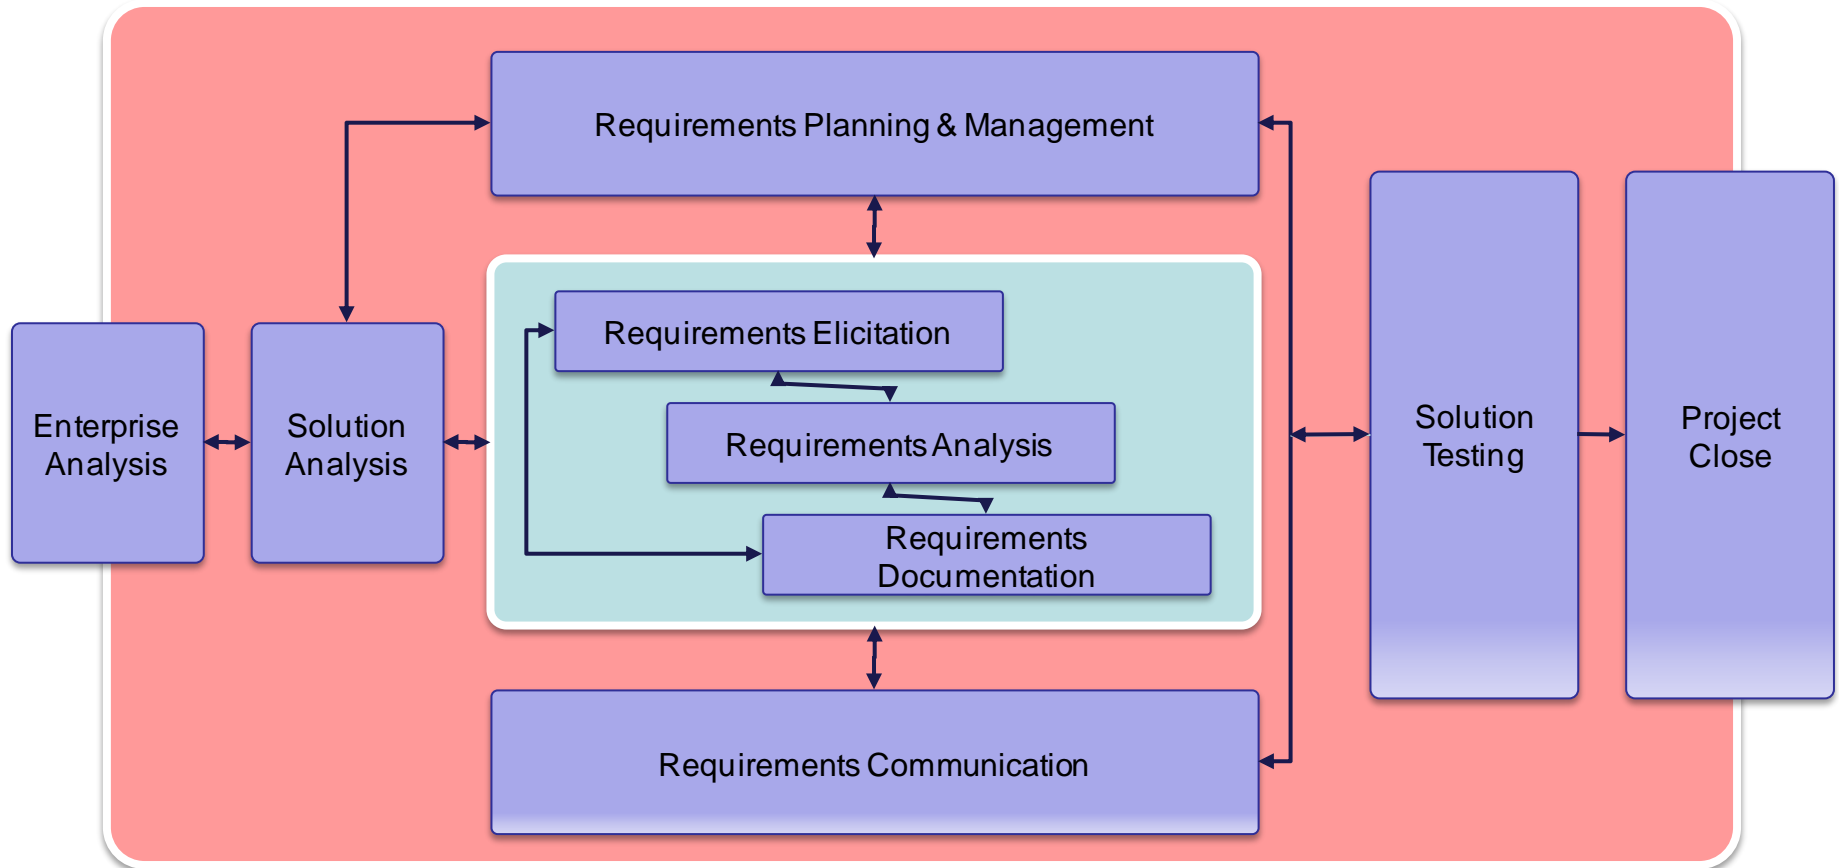 Requirements Planning & Management
Requirements Elicitation
Enterprise
Analysis
Solution
Analysis
Requirements Analysis
Requirements
Documentation
Solution
Testing
Project
Close
Requirements Communication